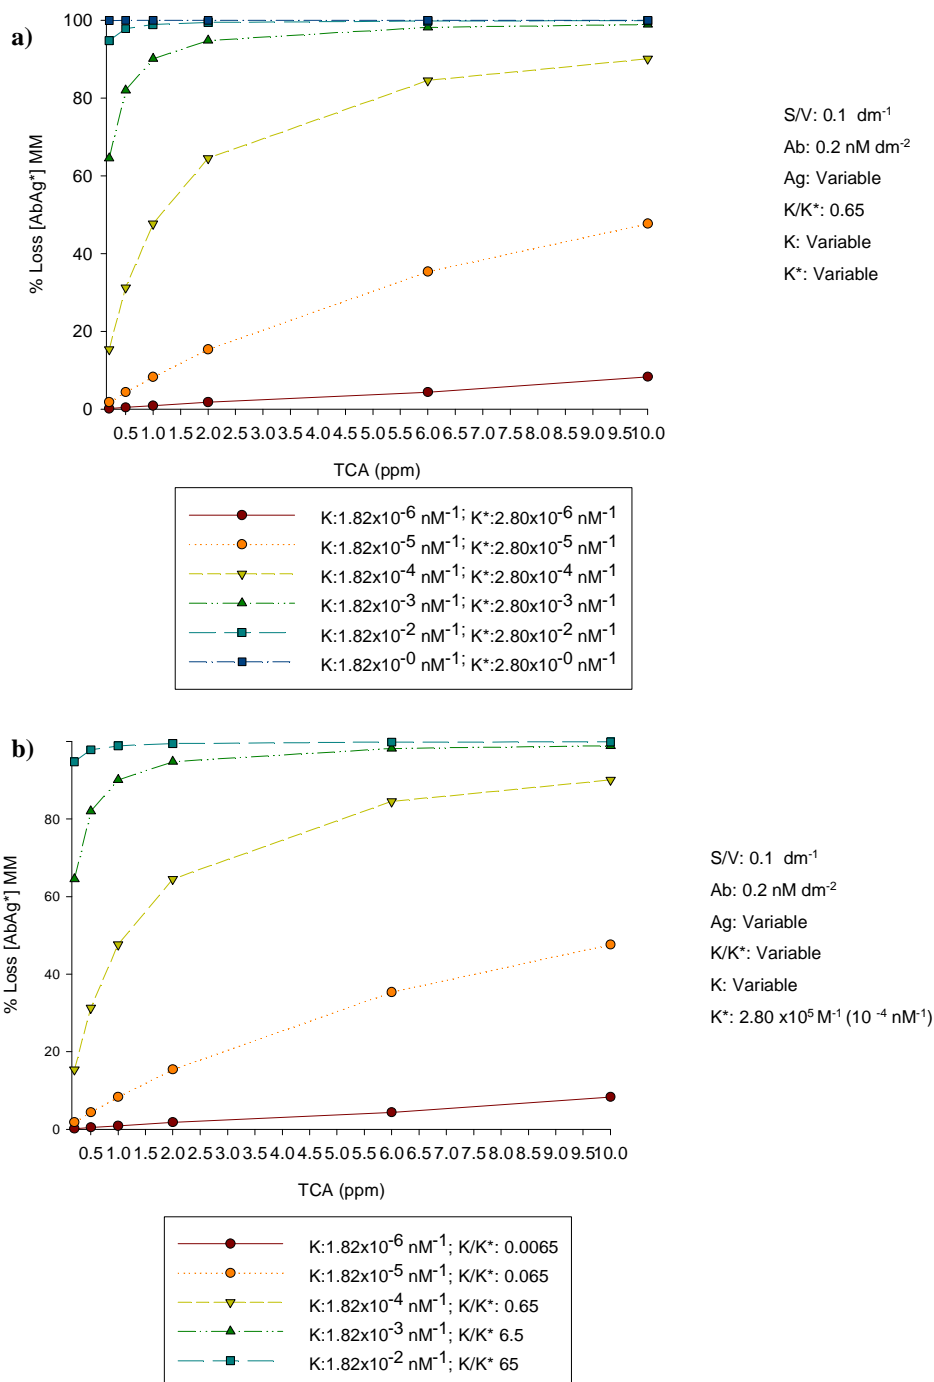 a)
% Loss [AbAg*] MM
100
80
60
40
20
0
0.5 1.0 1.5 2.0 2.5 3.0 3.5 4.0 4.5 5.0 5.5 6.0 6.5 7.0 7.5 8.0 8.5 9.0 9.5 10.0
TCA (ppm)
S/V: 0.1 dm⁻¹
Ab: 0.2 nM dm⁻²
Ag: Variable
K/K*: 0.65
K: Variable
K*: Variable
K:1.82x10⁻⁶ nM⁻¹; K*:2.80x10⁻⁶ nM⁻¹
K:1.82x10⁻⁵ nM⁻¹; K*:2.80x10⁻⁵ nM⁻¹
K:1.82x10⁻⁴ nM⁻¹; K*:2.80x10⁻⁴ nM⁻¹
K:1.82x10⁻³ nM⁻¹; K*:2.80x10⁻³ nM⁻¹
K:1.82x10⁻² nM⁻¹; K*:2.80x10⁻² nM⁻¹
K:1.82x10⁻⁰ nM⁻¹; K*:2.80x10⁻⁰ nM⁻¹
b)
% Loss [AbAg*] MM
80
60
40
20
0
0.5 1.0 1.5 2.0 2.5 3.0 3.5 4.0 4.5 5.0 5.5 6.0 6.5 7.0 7.5 8.0 8.5 9.0 9.5 10.0
TCA (ppm)
S/V: 0.1 dm⁻¹
Ab: 0.2 nM dm⁻²
Ag: Variable
K/K*: Variable
K: Variable
K*: 2.80 x10⁵ M⁻¹ (10 ⁻⁴ nM⁻¹)
K:1.82x10⁻⁶ nM⁻¹; K/K*: 0.0065
K:1.82x10⁻⁵ nM⁻¹; K/K*: 0.065
K:1.82x10⁻⁴ nM⁻¹; K/K*: 0.65
K:1.82x10⁻³ nM⁻¹; K/K* 6.5
K:1.82x10⁻² nM⁻¹; K/K* 65